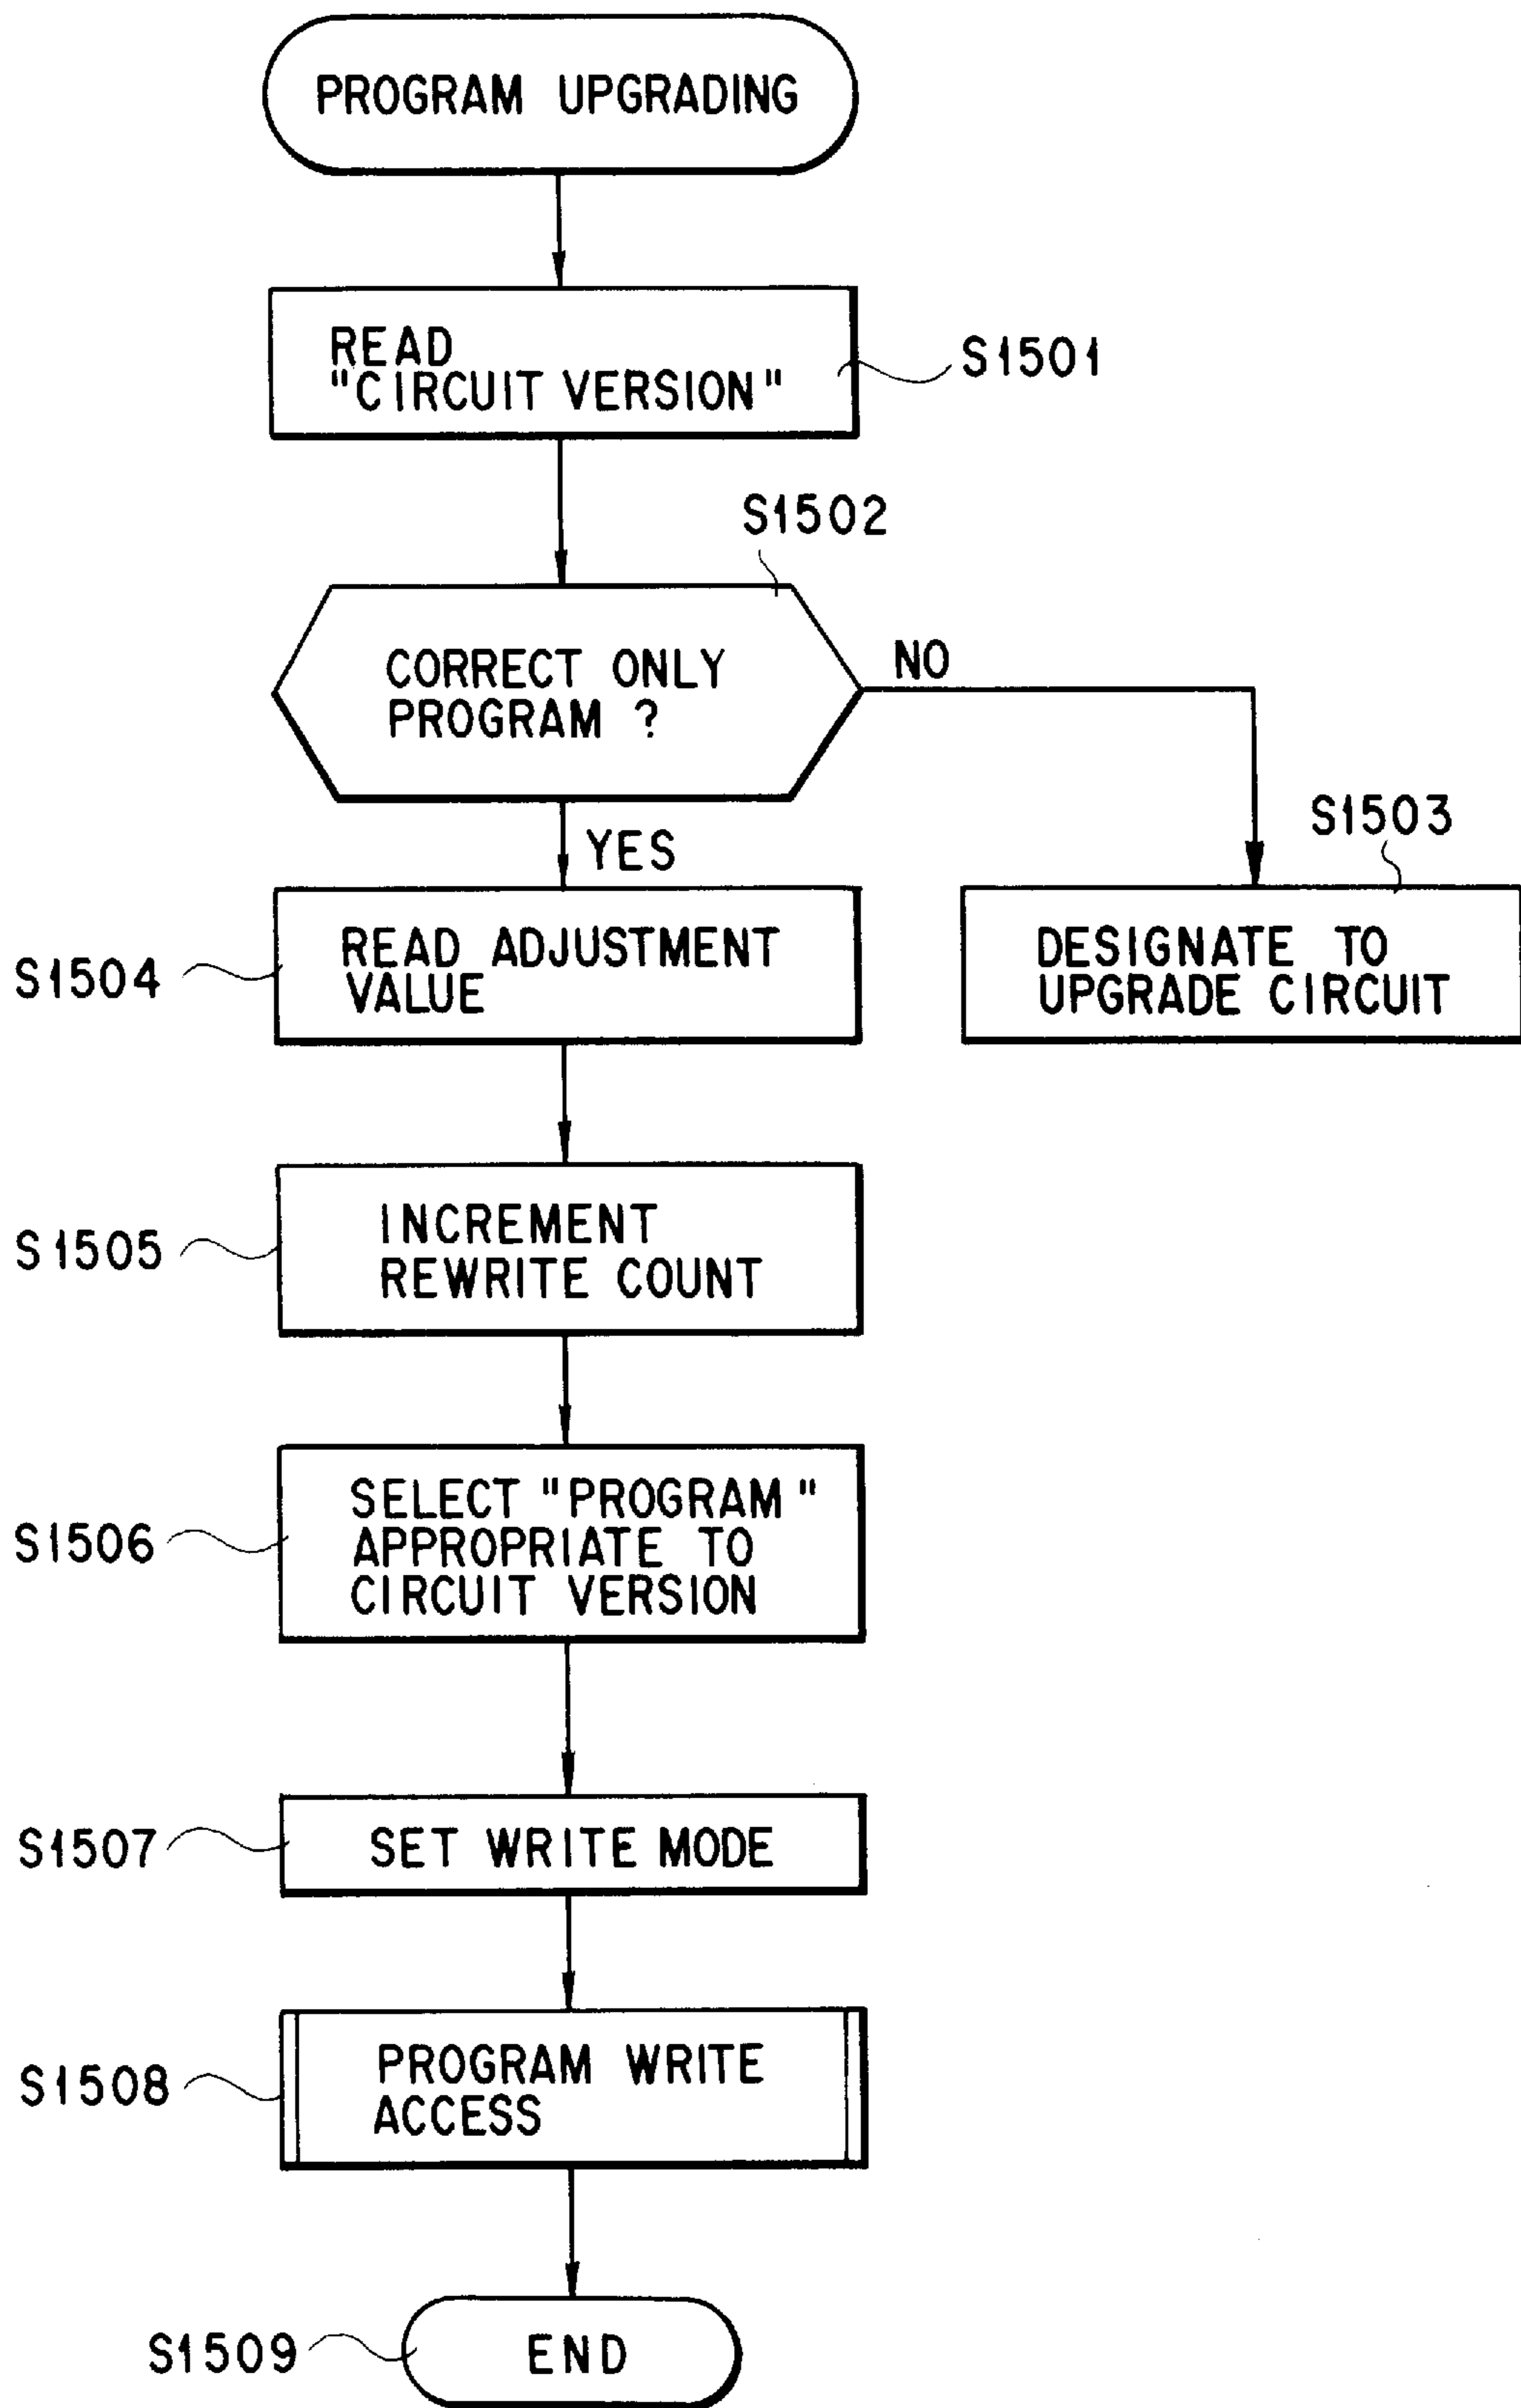 PROGRAM UPGRADING
READ
"CIRCUIT VERSION"
S1501
S1502
CORRECT ONLY
PROGRAM ?
NO
YES
S1503
S1504
READ ADJUSTMENT
VALUE
DESIGNATE TO
UPGRADE CIRCUIT
S1505
INCREMENT
REWRITE COUNT
S1506
SELECT "PROGRAM"
APPROPRIATE TO
CIRCUIT VERSION
S1507
SET WRITE MODE
S1508
PROGRAM WRITE
ACCESS
S1509
END